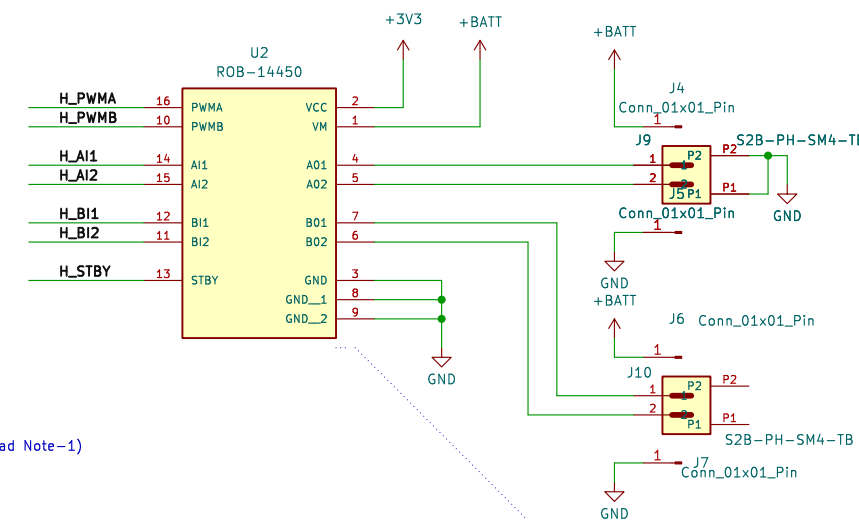 +3V3
+BATT
+BATT
U2
ROB-14450
H_PWMA 16 PWMA VCC 2
H_PWMB 10 PWMB VM 1
H_AI1 14 AI1 A01 4
H_AI2 15 AI2 A02 5
H_BI1 12 BI1 B01 7
H_BI2 11 BI2 B02 6
H_STBY 13 STBY GND 3
GND__1 8
GND__2 9
GND
J4
Conn_01x01_Pin
1
J9 S2B-PH-SM4-T
1 P2 P2
2 P1 P1
J5
GND
Conn_01x01_Pin
1
GND
+BATT
J6 Conn_01x01_Pin
1
J10
1 P2 P2
2 P1 P1
S2B-PH-SM4-TB
1 J7
Conn_01x01_Pin
GND
ad Note-1)